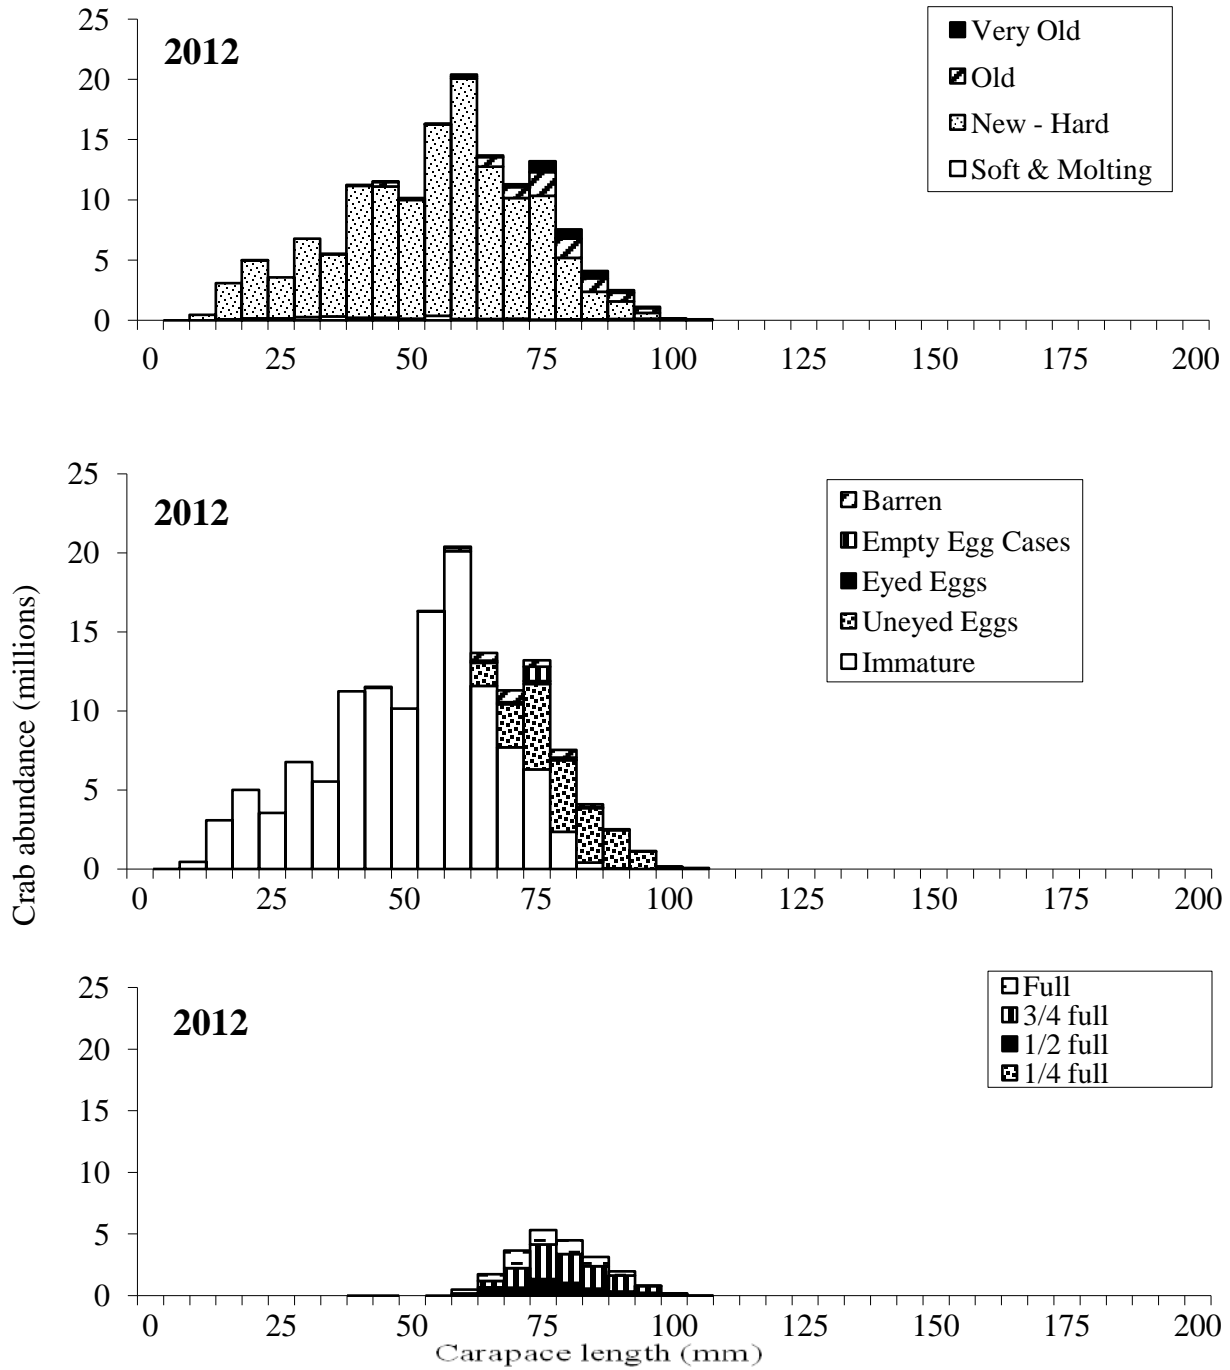 25
20
15
10
5
0
2012
Very Old
Old
New - Hard
Soft & Molting
0 25 50 75 100 125 150 175 200
Crab abundance (millions)
25
20
15
10
5
0
2012
Barren
Empty Egg Cases
Eyed Eggs
Uneyed Eggs
Immature
0 25 50 75 100 125 150 175 200
25
20
15
10
5
0
2012
Full
3/4 full
1/2 full
1/4 full
0 25 50 75 100 125 150 175 200
Carapace length (mm)